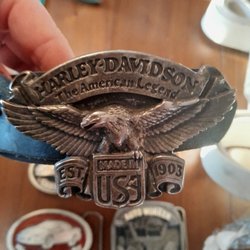 HARLEY-DAVIDSON
The American Legend
EST 1903
MADE IN
USA